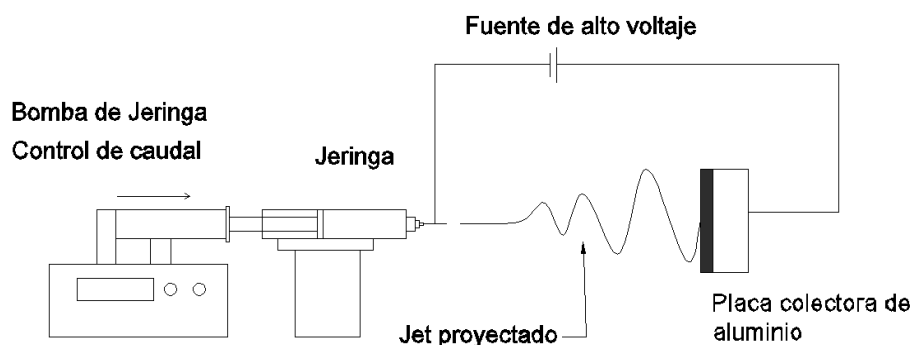 Fuente de alto voltaje
Bomba de Jeringa
Control de caudal
Jeringa
Placa colectora de
aluminio
Jet proyectado